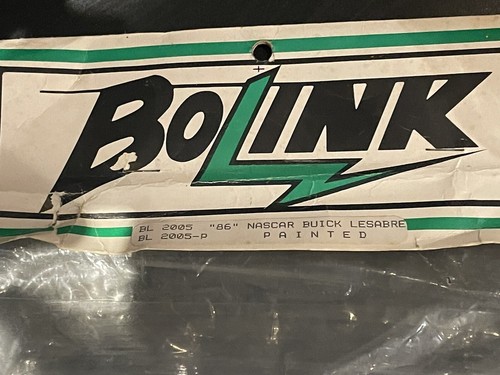 BOLINK
BL 2005 "86" NASCAR BUICK LESABRE
BL 2005-P PAINTED